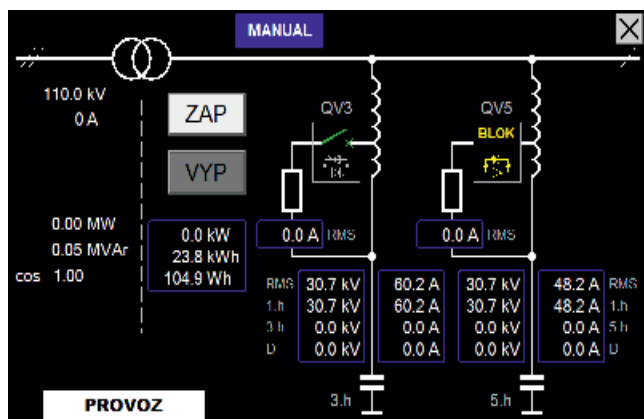 MANUAL
110.0 kV
0 A
ZAP
VYP
QV3
QV5
BLOK
0.00 MW
0.05 MVAr
cos 1.00
0.0 kW
23.8 kWh
104.9 Wh
0.0 A RMS
0.0 A RMS
RMS 30.7 kV 60.2 A 30.7 kV 48.2 A RMS
1.h 30.7 kV 60.2 A 30.7 kV 48.2 A 1.h
3.h 0.0 kV 0.0 A 0.0 kV 0.0 A 5.h
D 0.0 kV 0.0 A 0.0 kV 0.0 A D
3.h
5.h
PROVOZ